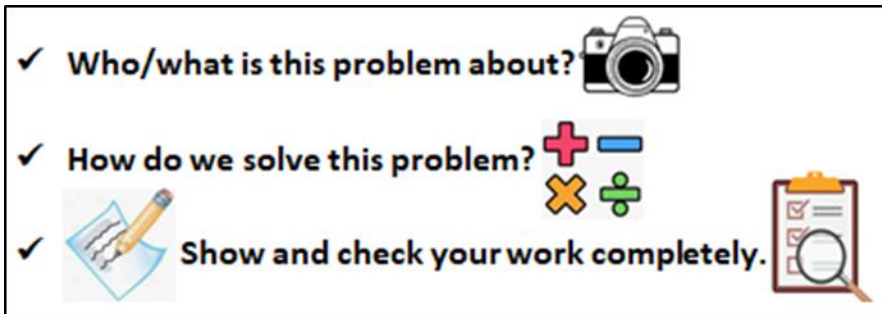 ✓ Who/what is this problem about?
✓ How do we solve this problem?
✓ Show and check your work completely.